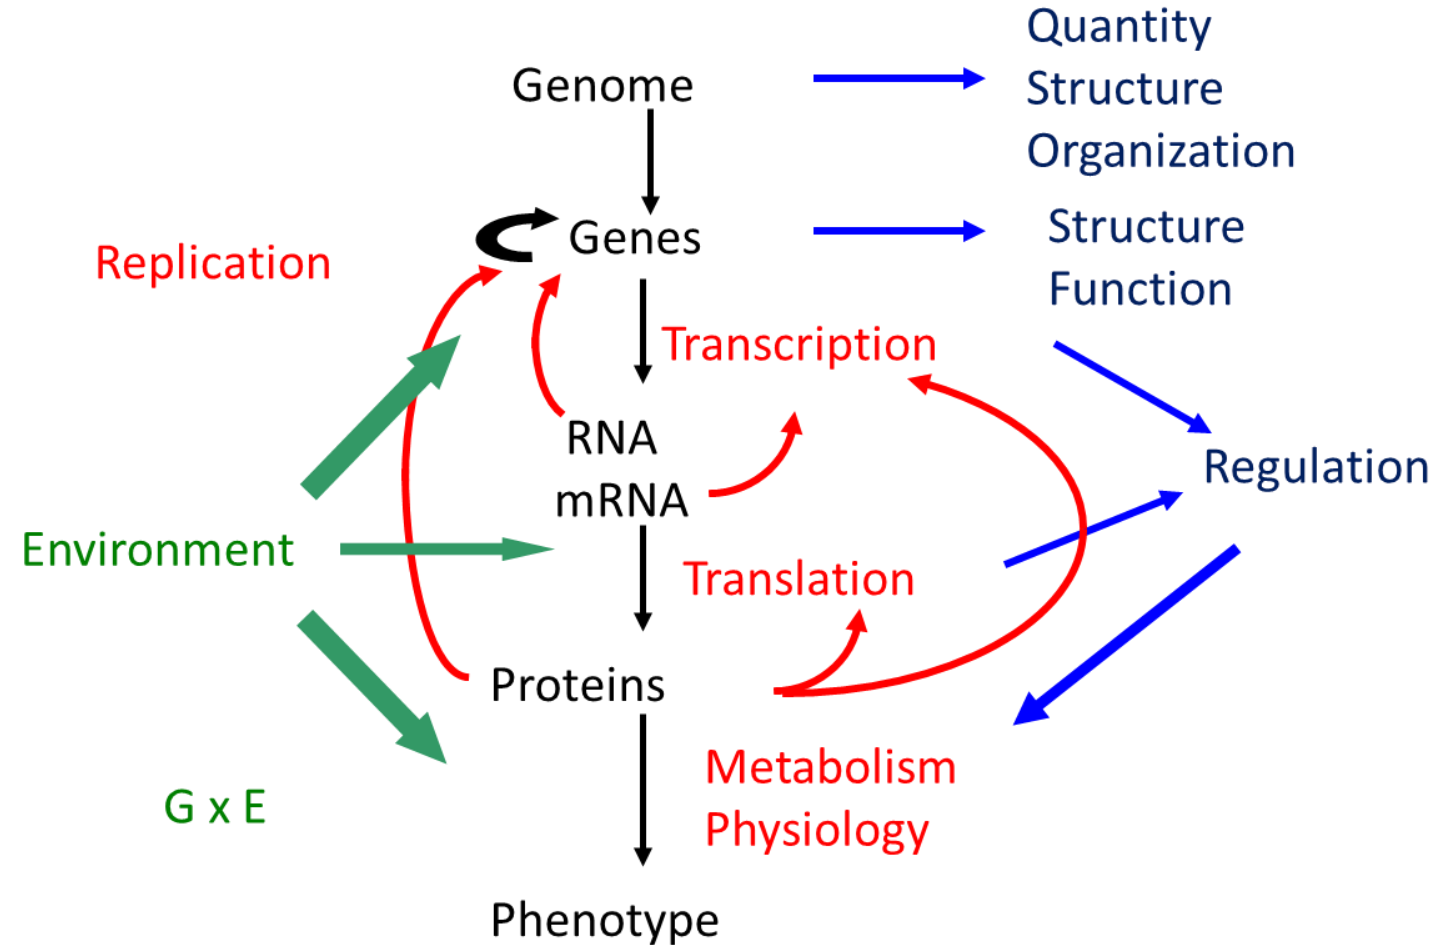 Quantity
Genome
Structure
Organization
Genes
Structure
Replication
Function
Transcription
RNA
Regulation
mRNA
Environment
Translation
Proteins
Metabolism
G x E
Physiology
Phenotype